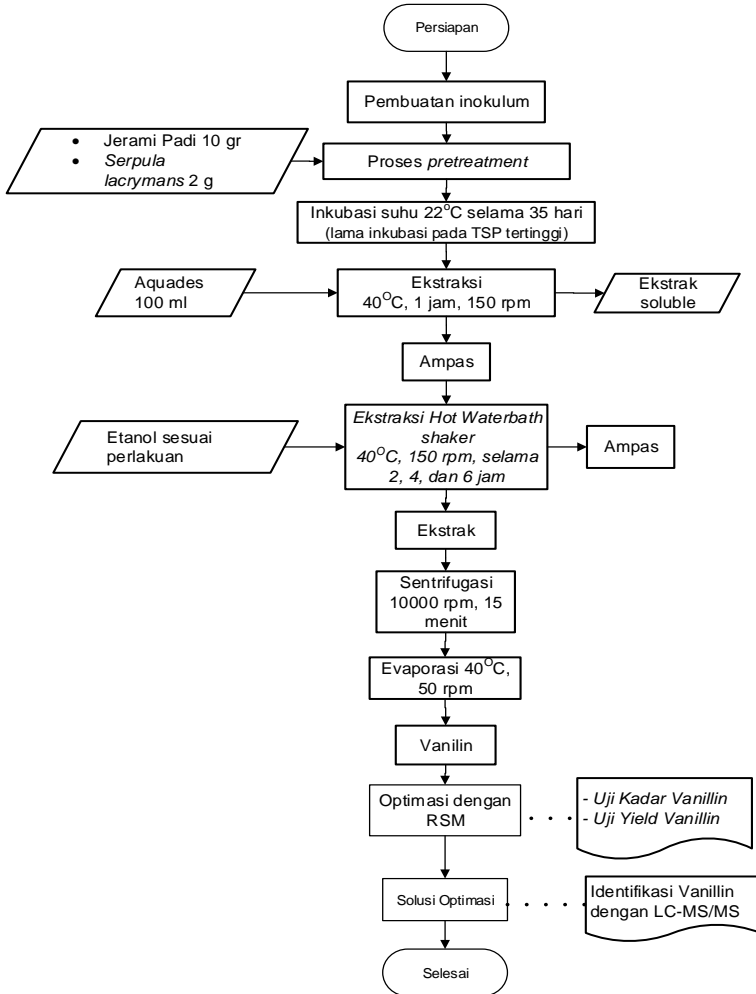 Persiapan
Pembuatan inokulum
• Jerami Padi 10 gr
• Serpula
lacrymans 2 g
Proses pretreatment
Inkubasi suhu 22°C selama 35 hari
(lama inkubasi pada TSP tertinggi)
Aquades
100 ml
Ekstraksi
40°C, 1 jam, 150 rpm
Ekstrak
soluble
Ampas
Etanol sesuai
perlakuan
Ekstraksi Hot Waterbath
shaker
40°C, 150 rpm, selama
2, 4, dan 6 jam
Ampas
Ekstrak
Sentrifugasi
10000 rpm, 15
menit
Evaporasi 40°C,
50 rpm
Vanilin
Optimasi dengan
RSM
- Uji Kadar Vanillin
- Uji Yield Vanillin
Solusi Optimasi
Identifikasi Vanillin
dengan LC-MS/MS
Selesai